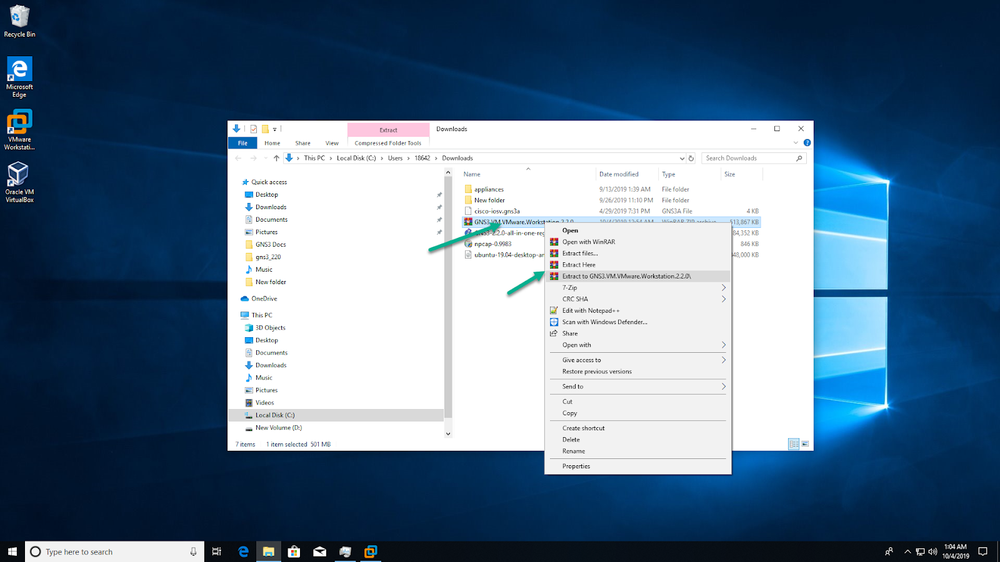 Recycle Bin
Microsoft
Edge
VMware
Workstati...
Oracle VM
VirtualBox
Extract
Downloads
File
Home
Share
View
Compressed Folder Tools
This PC
Local Disk (C:)
Users
18642
Downloads
Search Downloads
Name
Date modified
Type
Size
Quick access
Desktop
Downloads
Documents
Pictures
GNS3 Docs
gns3_220
Music
New folder
OneDrive
This PC
3D Objects
Desktop
Documents
Downloads
Music
Pictures
Videos
Local Disk (C:)
New Volume (D:)
appliances 9/13/2019 1:39 AM File folder
New folder 9/26/2019 11:10 PM File folder
cisco-iosv.gns3a 4/29/2019 7:31 PM GNS3A File 4 KB
GNS3.VM.VMware.Workstation.2.2.0 10/4/2019 12:54 AM WinRAR ZIP archive 513,867 KB
GNS3-2.2.0-all-in-one-reg 84,352 KB
npcap-0.9983 846 KB
ubuntu-19.04-desktop-am 48,000 KB
Open
Open with WinRAR
Extract files...
Extract Here
Extract to GNS3.VM.VMware.Workstation.2.2.0\
7-Zip
CRC SHA
Edit with Notepad++
Scan with Windows Defender...
Share
Open with
Give access to
Restore previous versions
Send to
Cut
Copy
Create shortcut
Delete
Rename
Properties
7 items 1 item selected 501 MB
Type here to search
1:04 AM
10/4/2019